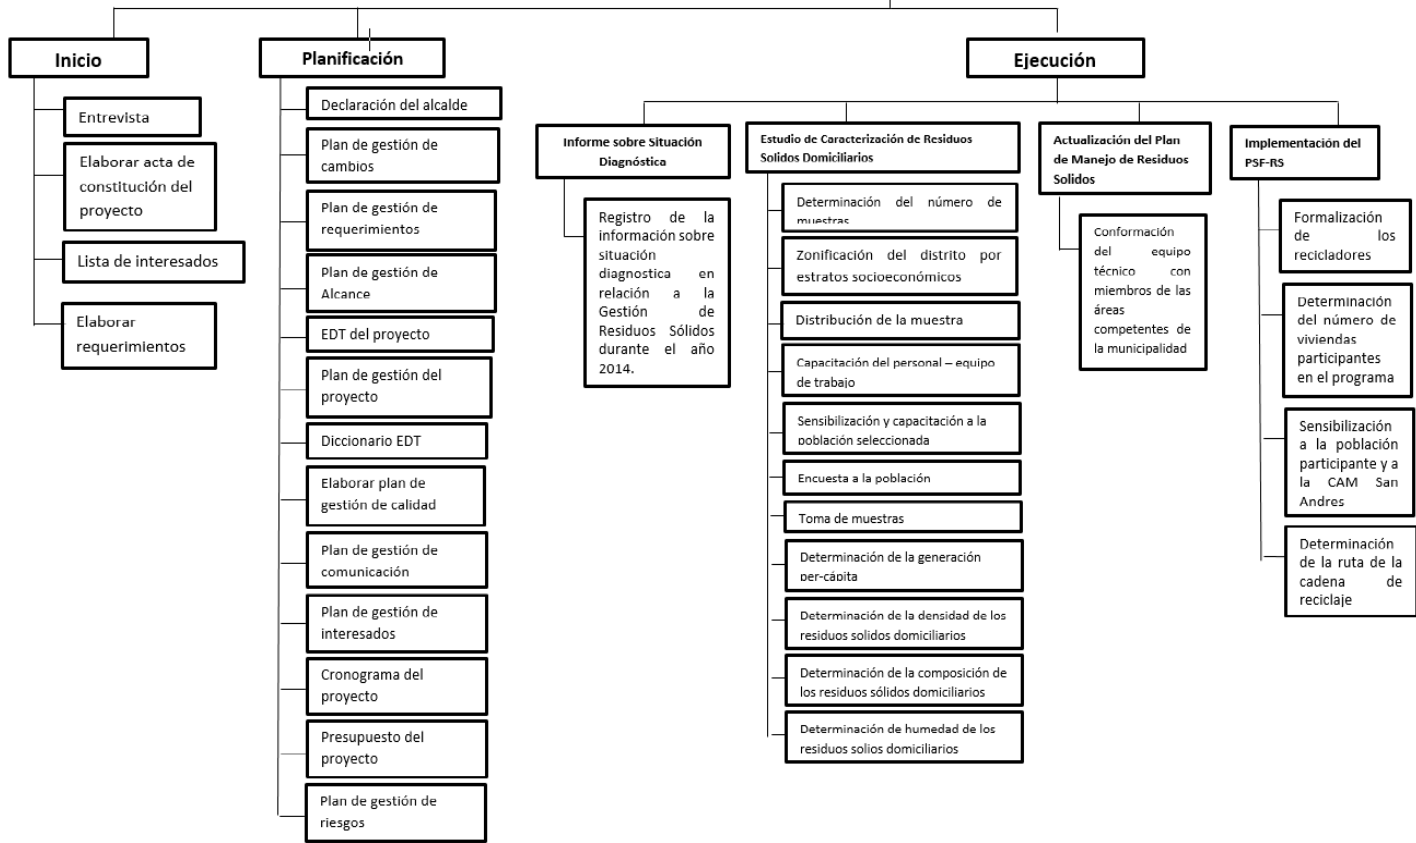 Inicio
Entrevista
Elaborar acta de
constitución del
proyecto
Lista de interesados
Elaborar
requerimientos
Planificación
Declaración del alcalde
Plan de gestión de
cambios
Plan de gestión de
requerimientos
Plan de gestión de
Alcance
EDT del proyecto
Plan de gestión del
proyecto
Diccionario EDT
Elaborar plan de
gestión de calidad
Plan de gestión de
comunicación
Plan de gestión de
interesados
Cronograma del
proyecto
Presupuesto del
proyecto
Plan de gestión de
riesgos
Ejecución
Informe sobre Situación
Diagnóstica
Registro de la
información sobre
situación
diagnostica en
relación a la
Gestión de
Residuos Sólidos
durante el año
2014.
Estudio de Caracterización de Residuos
Solidos Domiciliarios
Determinación del número de
muestras
Zonificación del distrito por
estratos socioeconómicos
Distribución de la muestra
Capacitación del personal – equipo
de trabajo
Sensibilización y capacitación a la
población seleccionada
Encuesta a la población
Toma de muestras
Determinación de la generación
per-cápita
Determinación de la densidad de los
residuos solidos domiciliarios
Determinación de la composición de
los residuos sólidos domiciliarios
Determinación de humedad de los
residuos solios domiciliarios
Actualización del Plan
de Manejo de Residuos
Solidos
Conformación
del equipo
técnico con
miembros de las
áreas
competentes de
la municipalidad
Implementación del
PSF-RS
Formalización
de los
recicladores
Determinación
del número de
viviendas
participantes
en el programa
Sensibilización
a la población
participante y a
la CAM San
Andres
Determinación
de la ruta de la
cadena de
reciclaje